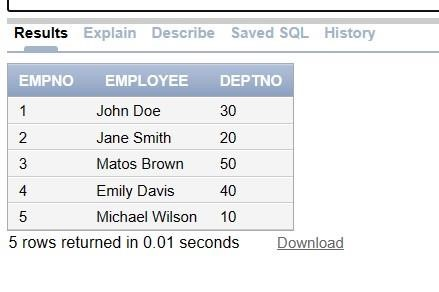 Results Explain Describe Saved SQL History
EMPNO EMPLOYEE DEPTNO
1 John Doe 30
2 Jane Smith 20
3 Matos Brown 50
4 Emily Davis 40
5 Michael Wilson 10
5 rows returned in 0.01 seconds Download